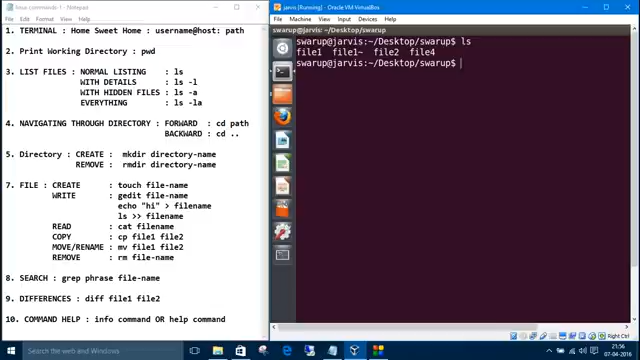 linux-commands-1 - Notepad
File Edit Format View Help
1. TERMINAL : Home Sweet Home : username@host: path
2. Print Working Directory : pwd
3. LIST FILES : NORMAL LISTING : ls
WITH DETAILS : ls -l
WITH HIDDEN FILES : ls -a
EVERYTHING : ls -la
4. NAVIGATING THROUGH DIRECTORY : FORWARD : cd path
BACKWARD : cd ..
5. Directory : CREATE : mkdir directory-name
REMOVE : rmdir directory-name
7. FILE : CREATE : touch file-name
WRITE : gedit file-name
echo "hi" > filename
ls >> filename
READ : cat filename
COPY : cp file1 file2
MOVE/RENAME : mv file1 file2
REMOVE : rm file-name
8. SEARCH : grep phrase file-name
9. DIFFERENCES : diff file1 file2
10. COMMAND HELP : info command OR help command
jarvis [Running] - Oracle VM VirtualBox
File Machine View Input Devices Help
swarup@jarvis: ~/Desktop/swarup
swarup@jarvis:~/Desktop/swarup$ ls
file1 file1~ file2 file4
swarup@jarvis:~/Desktop/swarup$
Right Ctrl
Search the web and Windows
21:56
07-04-2016